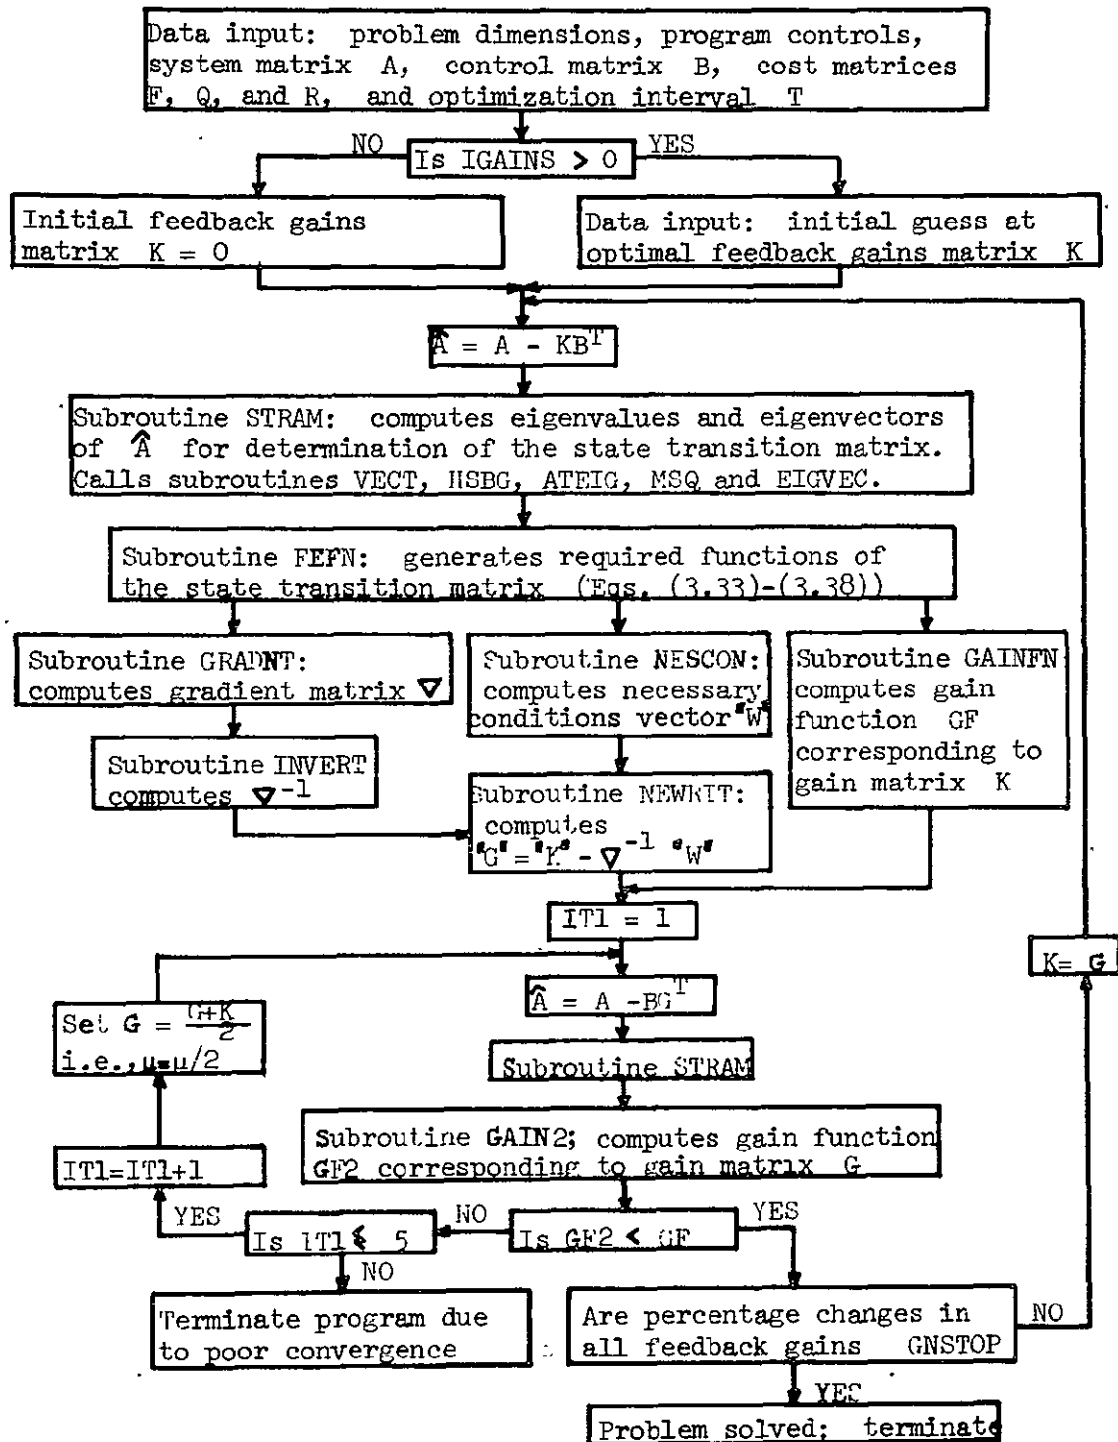 Data input: problem dimensions, program controls,
system matrix A, control matrix B, cost matrices
F, Q, and R, and optimization interval T
NO
Is IGAINS > 0
YES
Initial feedback gains
matrix K = 0
Data input: initial guess at
optimal feedback gains matrix K
Â = A - KB^T
Subroutine STRAM: computes eigenvalues and eigenvectors
of Â for determination of the state transition matrix.
Calls subroutines VECT, HSBG, ATEIG, MSQ and EIGVEC.
Subroutine FEFN: generates required functions of
the state transition matrix (Eqs. (3.33)-(3.38))
Subroutine GRADNT:
computes gradient matrix ∇
Subroutine NESCON:
computes necessary
conditions vector "W"
Subroutine GAINFN
computes gain
function GF
corresponding to
gain matrix K
Subroutine INVERT
computes ∇^-1
Subroutine NEWRIT:
computes
"G" = "K" - ∇^-1 "W"
IT1 = 1
K= G
Â = A -BG^T
Set G = G+K/2
i.e.,μ=μ/2
Subroutine STRAM
Subroutine GAIN2; computes gain function
GF2 corresponding to gain matrix G
IT1=IT1+1
YES
Is IT1 ≤ 5
NO
Is GF2 < GF
YES
NO
Terminate program due
to poor convergence
Are percentage changes in
all feedback gains GNSTOP
NO
YES
Problem solved; terminate